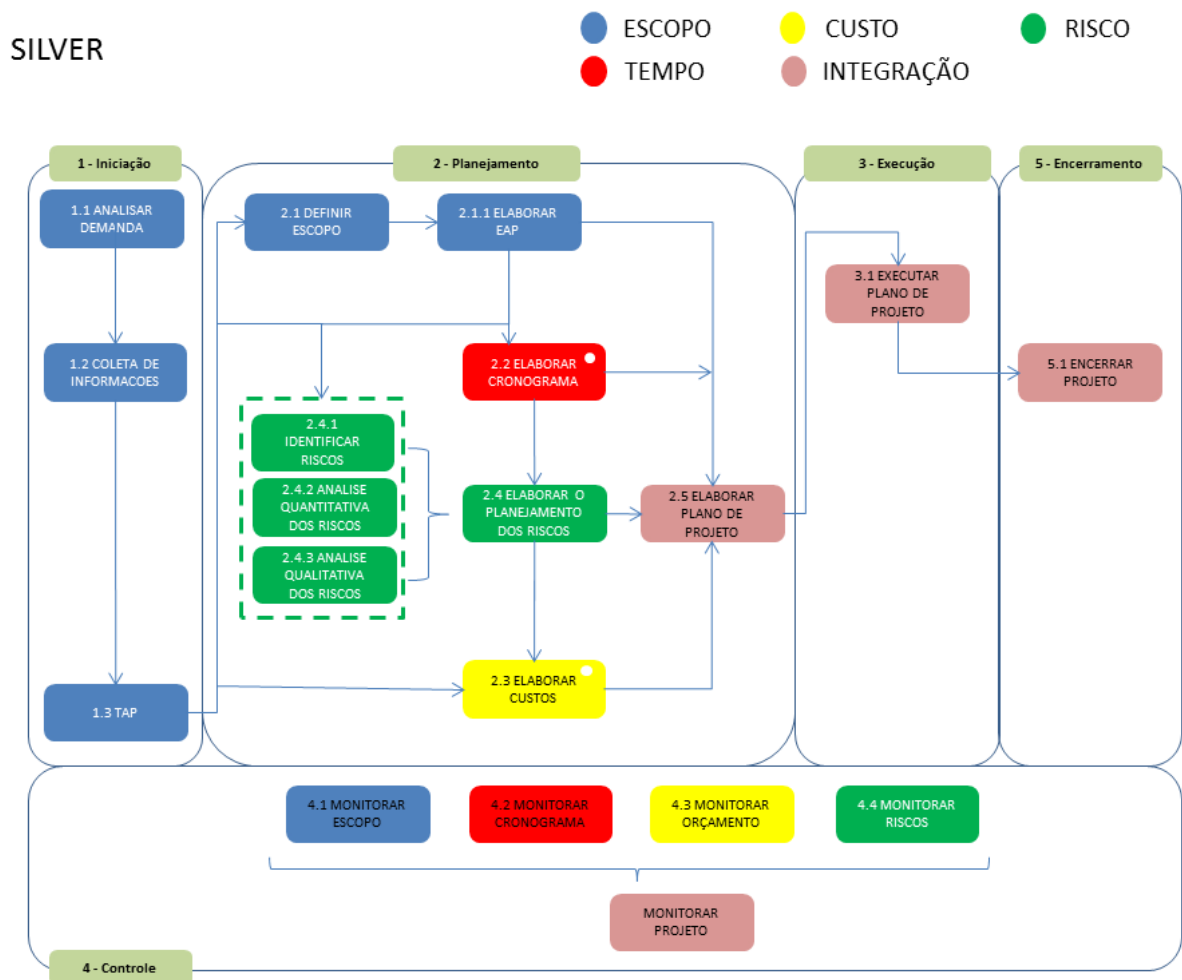 SILVER
ESCOPO
CUSTO
RISCO
TEMPO
INTEGRAÇÃO
1 - Iniciação
2 - Planejamento
3 - Execução
5 - Encerramento
1.1 ANALISAR
DEMANDA
2.1 DEFINIR
ESCOPO
2.1.1 ELABORAR
EAP
3.1 EXECUTAR
PLANO DE
PROJETO
1.2 COLETA DE
INFORMACOES
2.2 ELABORAR
CRONOGRAMA
5.1 ENCERRAR
PROJETO
2.4.1
IDENTIFICAR
RISCOS
2.4.2 ANALISE
QUANTITATIVA
DOS RISCOS
2.4.3 ANALISE
QUALITATIVA
DOS RISCOS
2.4 ELABORAR O
PLANEJAMENTO
DOS RISCOS
2.5 ELABORAR
PLANO DE
PROJETO
2.3 ELABORAR
CUSTOS
1.3 TAP
4.1 MONITORAR
ESCOPO
4.2 MONITORAR
CRONOGRAMA
4.3 MONITORAR
ORÇAMENTO
4.4 MONITORAR
RISCOS
MONITORAR
PROJETO
4 - Controle